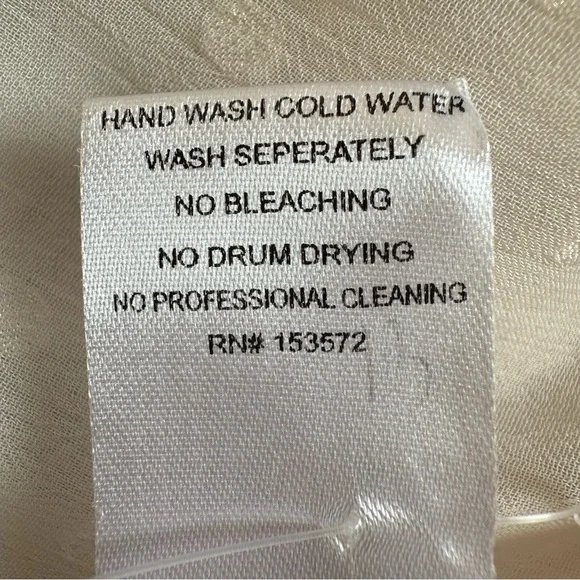 HAND WASH COLD WATER
WASH SEPERATELY
NO BLEACHING
NO DRUM DRYING
NO PROFESSIONAL CLEANING
RN# 153572